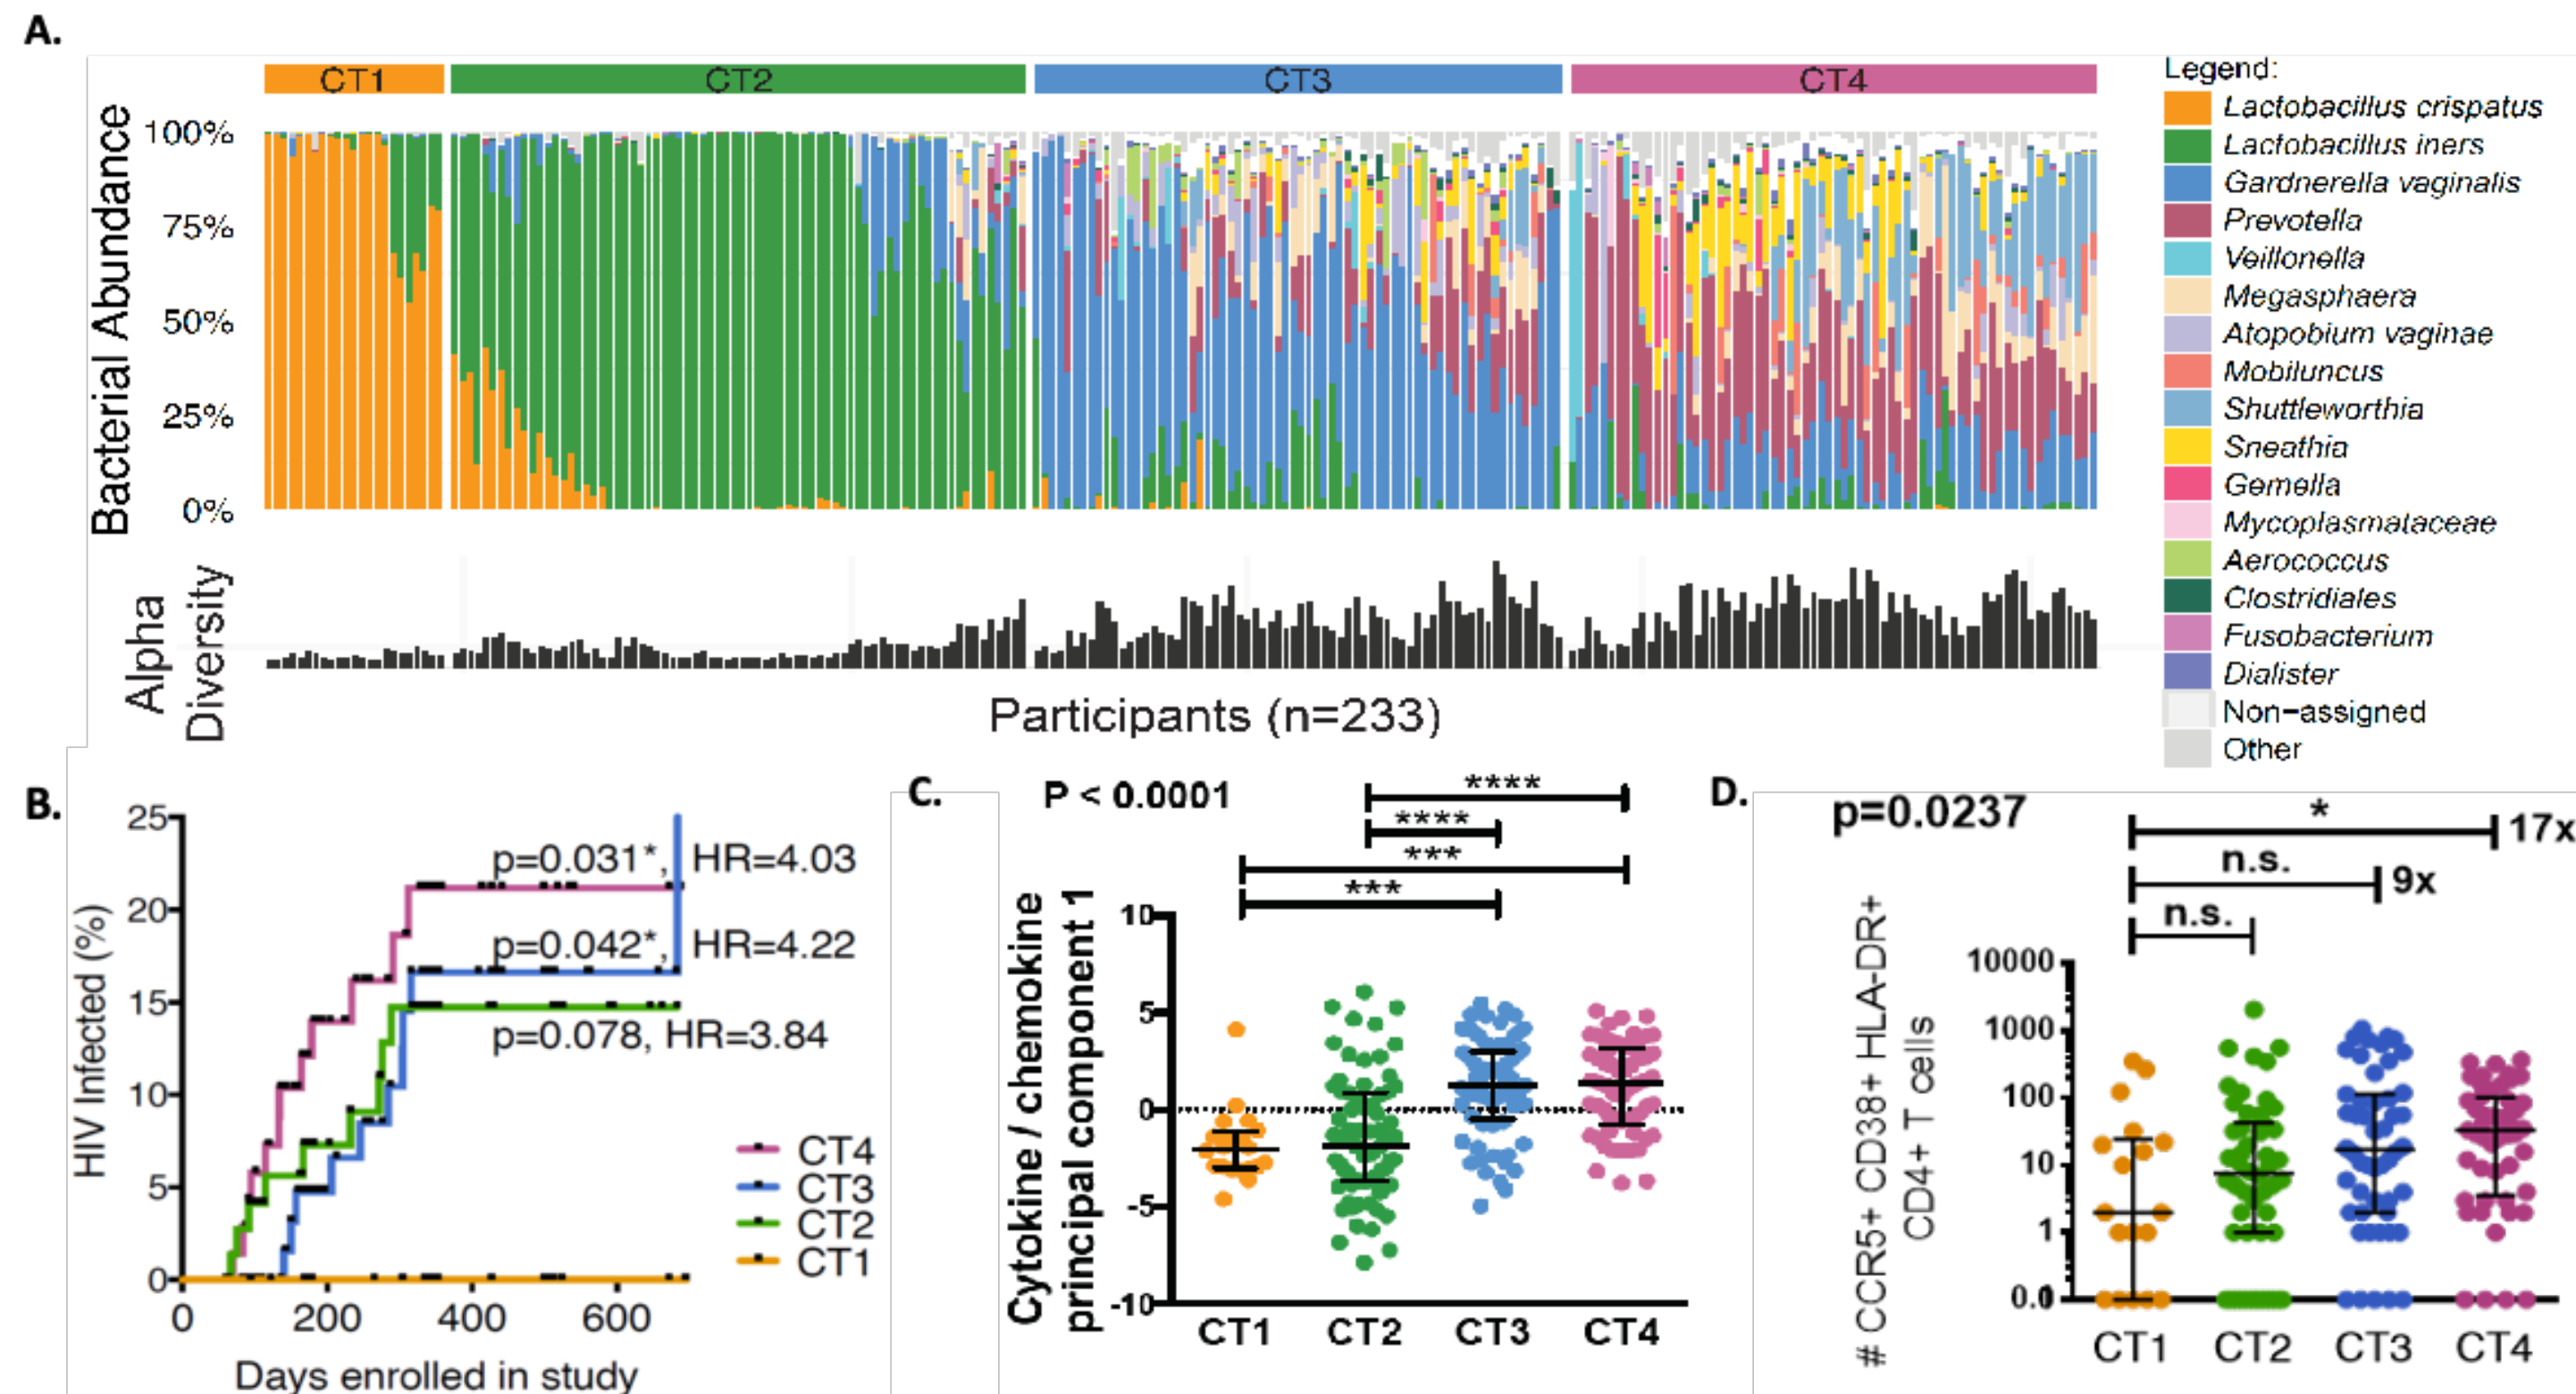 A.
CT1 CT2 CT3 CT4
Bacterial Abundance
100%
75%
50%
25%
0%
Alpha
Diversity
Participants (n=233)
Legend:
Lactobacillus crispatus
Lactobacillus iners
Gardnerella vaginalis
Prevotella
Veillonella
Megasphaera
Atopobium vaginae
Mobiluncus
Shuttleworthia
Sneathia
Gemella
Mycoplasmataceae
Aerococcus
Clostridiales
Fusobacterium
Dialister
Non-assigned
Other
B.
HIV Infected (%)
25
20
15
10
5
0
p=0.031*, HR=4.03
p=0.042*, HR=4.22
p=0.078, HR=3.84
CT4
CT3
CT2
CT1
0 200 400 600
Days enrolled in study
C.
P < 0.0001
****
****
***
***
Cytokine / chemokine
principal component 1
10
5
0
-5
-10
CT1 CT2 CT3 CT4
D.
p=0.0237
* 17x
n.s. 9x
n.s.
# CCR5+ CD38+ HLA-DR+
CD4+ T cells
10000
1000
100
10
1
CT1 CT2 CT3 CT4